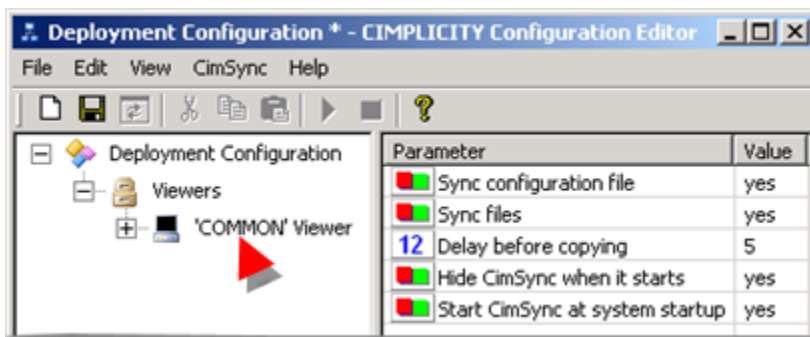 Deployment Configuration * - CIMPLICITY Configuration Editor
File Edit View CimSync Help
Deployment Configuration
Viewers
'COMMON' Viewer
Parameter Value
Sync configuration file yes
Sync files yes
12 Delay before copying 5
Hide CimSync when it starts yes
Start CimSync at system startup yes